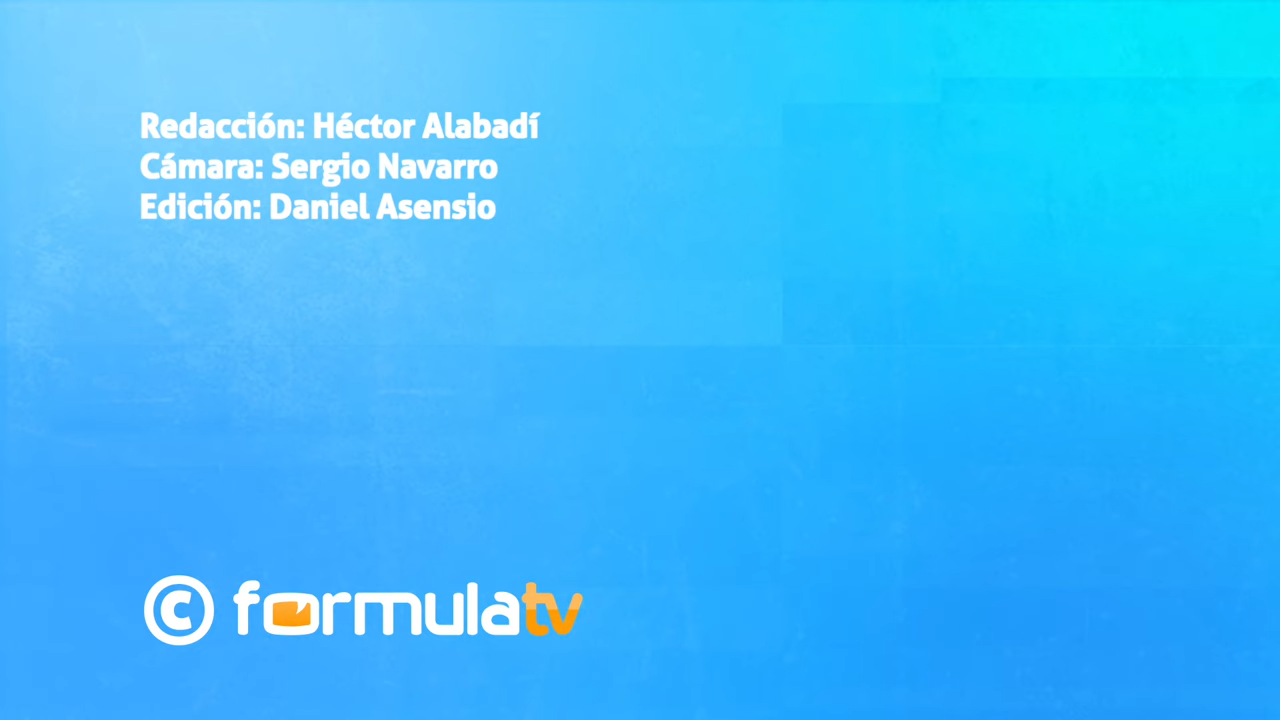 Redacción: Héctor Alabadí
Cámara: Sergio Navarro
Edición: Daniel Asensio
© formulatv